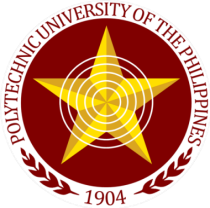 POLYTECHNIC UNIVERSITY OF THE PHILIPPINES
1904